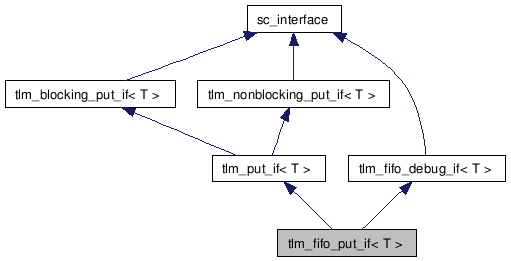 sc_interface
tlm_blocking_put_if< T >
tlm_nonblocking_put_if< T >
tlm_put_if< T >
tlm_fifo_debug_if< T >
tlm_fifo_put_if< T >